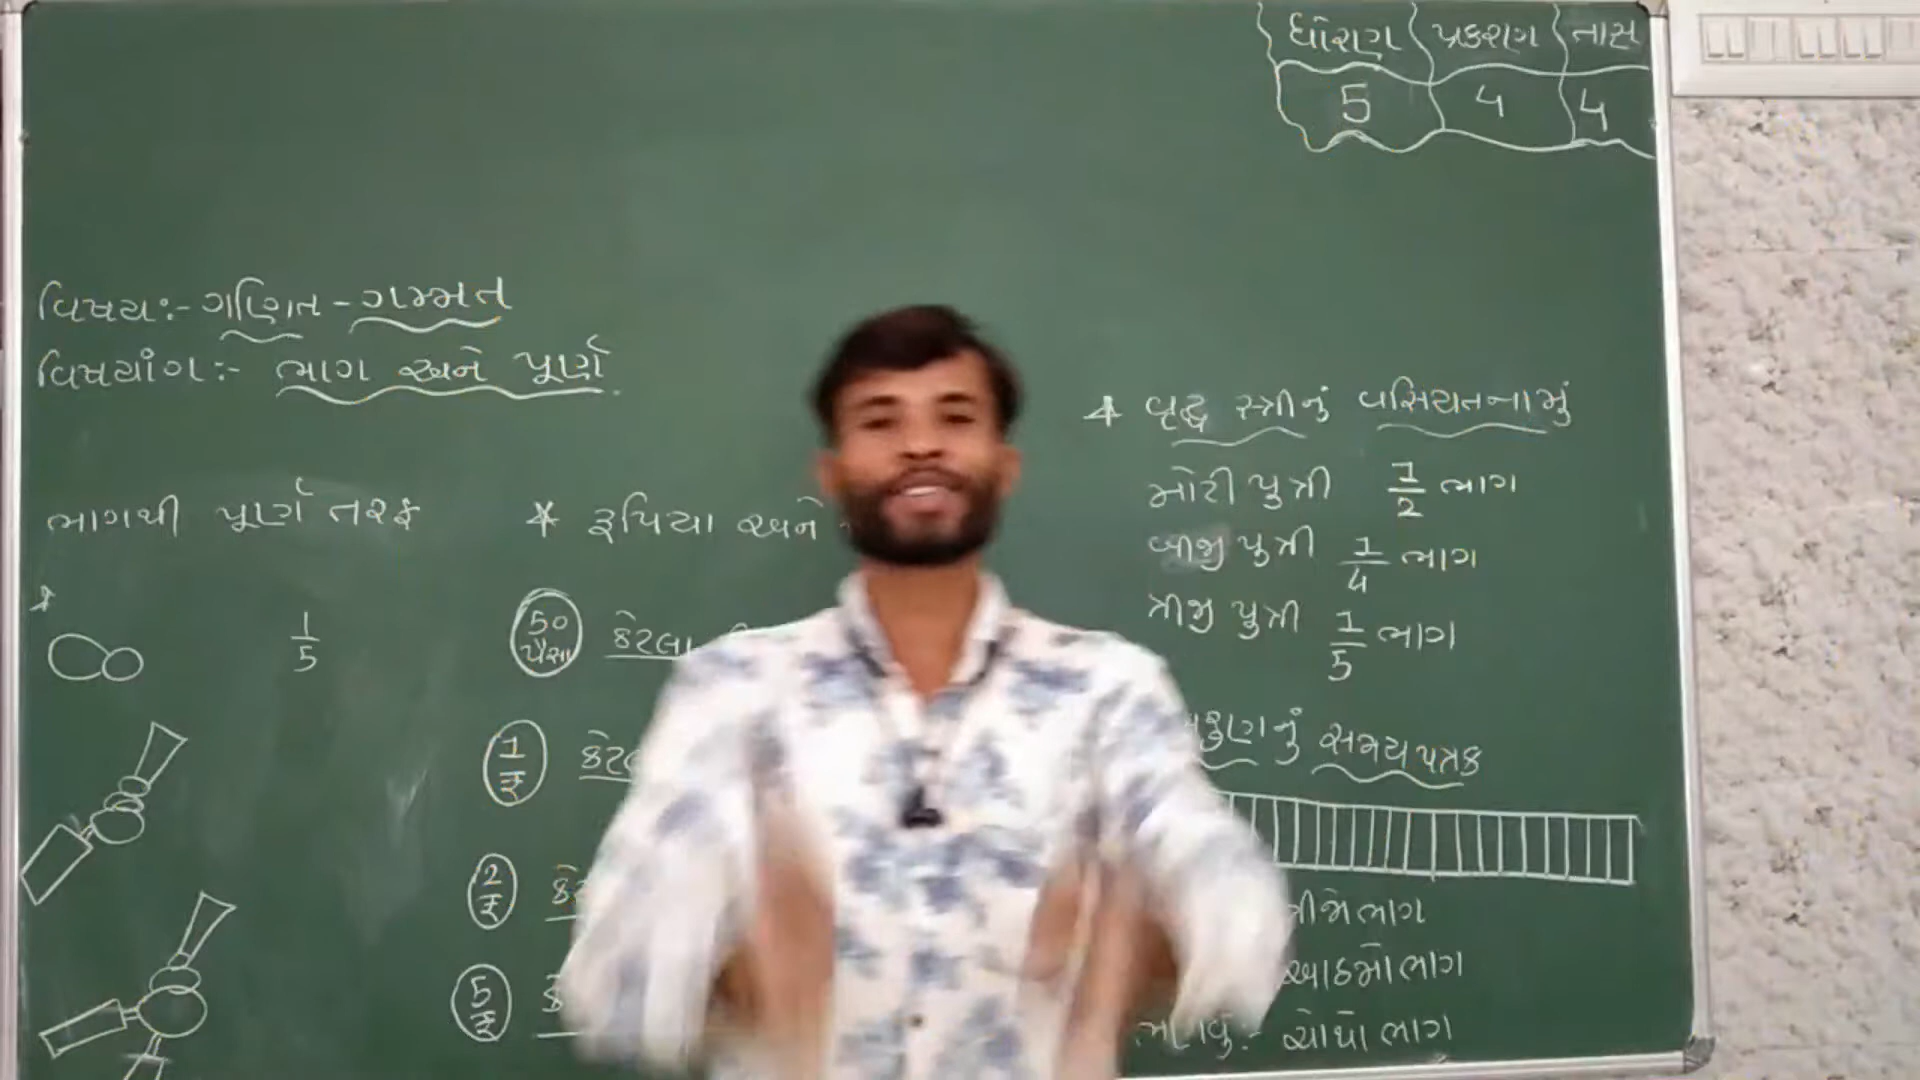 ધોરણ પ્રકરણ તાસ
5 4 4
વિષય:- ગણિત - ગમ્મત
વિષયાંગ:- ભાગ અને પૂર્ણ
ભાગથી પૂર્ણ તરફ
1/5
* રૂપિયા અને
50 પૈસા કેટલા
1 ₹
2 ₹
5 ₹
* વૃદ્ધ સ્ત્રીનું વસિયતનામું
મોટી પુત્રી 1/2 ભાગ
બીજી પુત્રી 1/4 ભાગ
ત્રીજી પુત્રી 1/5 ભાગ
સમયપત્રક
ત્રીજો ભાગ
આઠમો ભાગ
ચોથો ભાગ